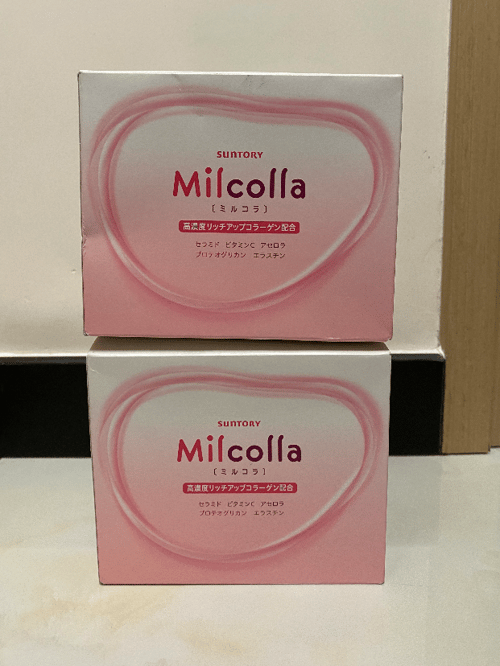 SUNTORY
Milcolla
[ミルコラ]
高濃度リッチアップコラーゲン配合
セラミド ビタミンC アセロラ
プロテオグリカン エラスチン
SUNTORY
Milcolla
[ミルコラ]
高濃度リッチアップコラーゲン配合
セラミド ビタミンC アセロラ
プロテオグリカン エラスチン